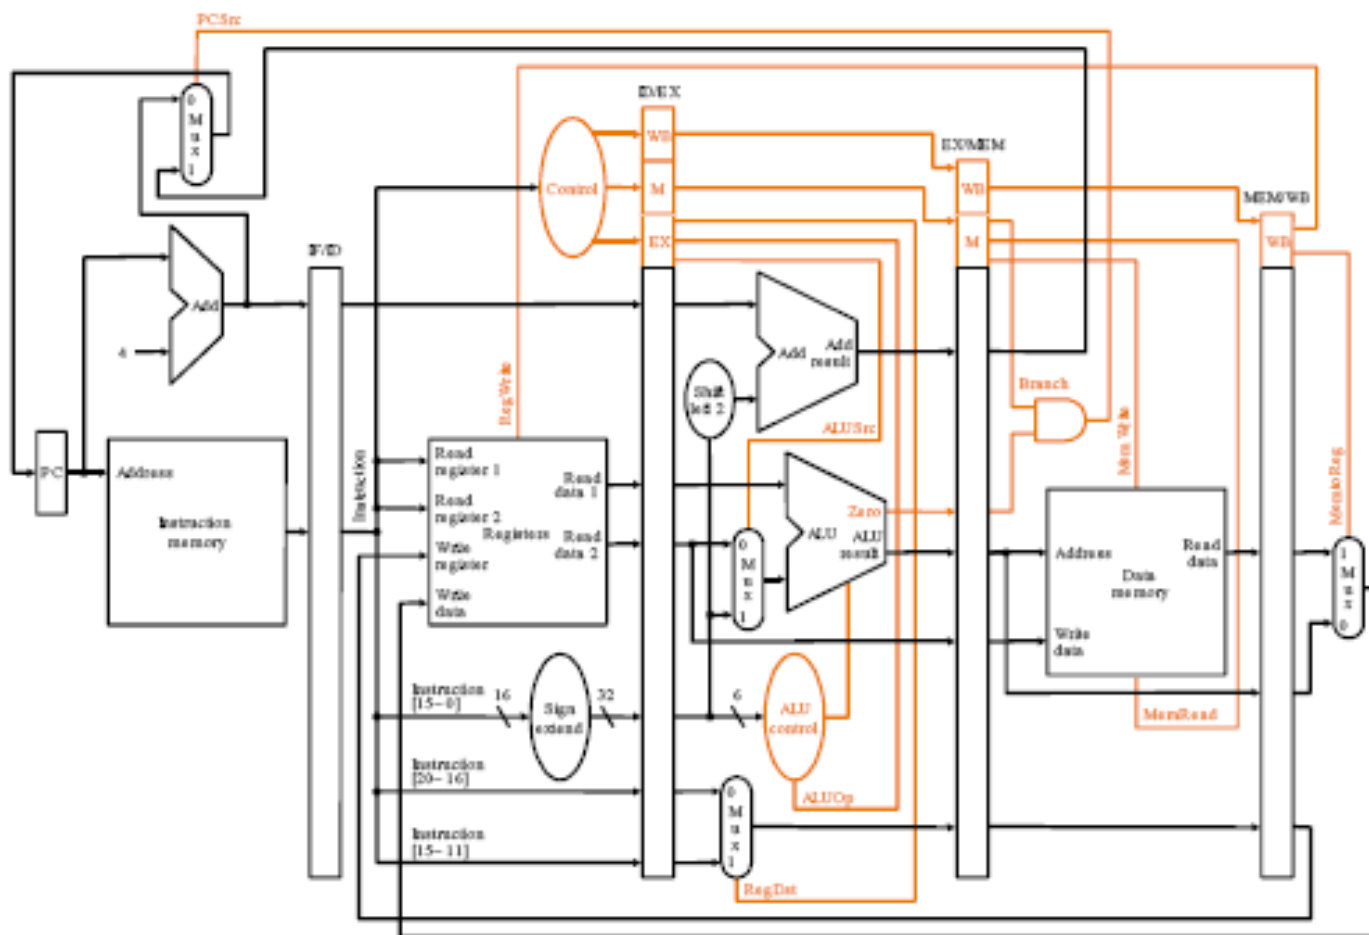 PCSrc
ID/EX
0
M
u
x
1
WB
EX/MEM
Control
M
WB
MEM/WB
EX
M
WB
IF/ID
Add
4
Add
Add
result
Shift
left 2
RegWrite
Branch
ALUSrc
Mem Write
MemtoReg
PC
Address
Instruction
memory
Instruction
Read
register 1
Read
register 2
Registers
Write
register
Write
data
Read
data 1
Read
data 2
0
M
u
x
1
Zero
ALU
ALU
result
Address
Data
memory
Read
data
Write
data
1
M
u
x
0
Instruction
[15–0]
16
Sign
extend
32
6
ALU
control
MemRead
Instruction
[20–16]
ALUOp
0
M
u
x
1
Instruction
[15–11]
RegDst